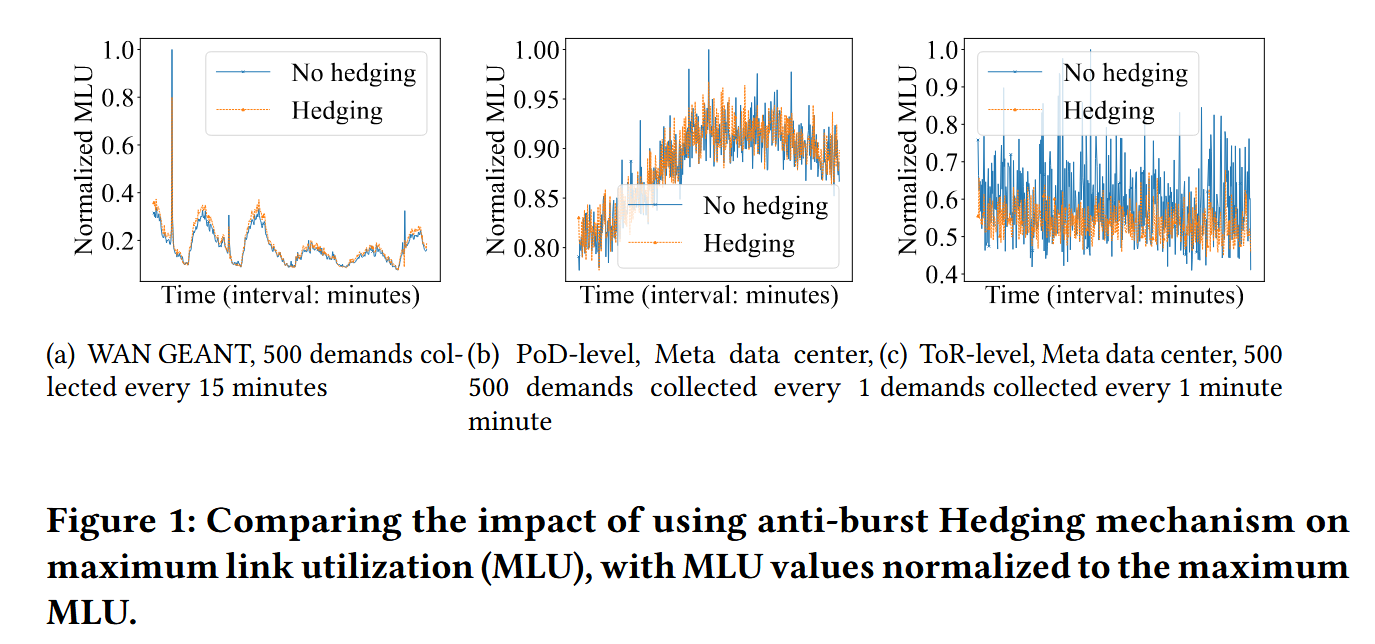 Normalized MLU
1.0
0.8
0.6
0.4
0.2
No hedging
Hedging
Time (interval: minutes)
Normalized MLU
1.00
0.95
0.90
0.85
0.80
No hedging
Hedging
Time (interval: minutes)
Normalized MLU
1.0
0.9
0.8
0.7
0.6
0.5
0.4
No hedging
Hedging
Time (interval: minutes)
(a) WAN GEANT, 500 demands col-
lected every 15 minutes
(b) PoD-level, Meta data center,
500 demands collected every 1
minute
(c) ToR-level, Meta data center, 500
demands collected every 1 minute
Figure 1: Comparing the impact of using anti-burst Hedging mechanism on
maximum link utilization (MLU), with MLU values normalized to the maximum
MLU.